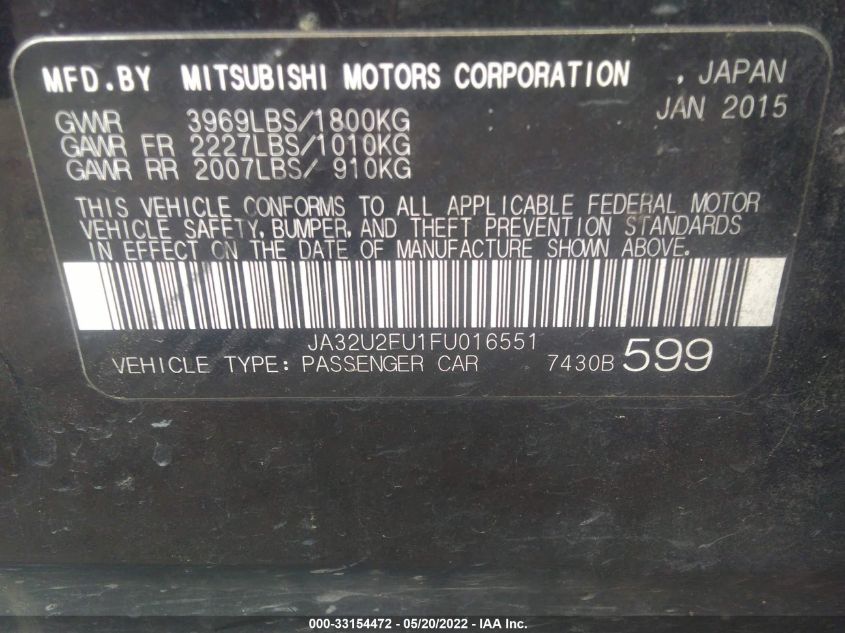 MFD.BY MITSUBISHI MOTORS CORPORATION , JAPAN
JAN 2015
GVWR 3969LBS/1800KG
GAWR FR 2227LBS/1010KG
GAWR RR 2007LBS/ 910KG
THIS VEHICLE CONFORMS TO ALL APPLICABLE FEDERAL MOTOR
VEHICLE SAFETY, BUMPER, AND THEFT PREVENTION STANDARDS
IN EFFECT ON THE DATE OF MANUFACTURE SHOWN ABOVE.
JA32U2FU1FU016551
VEHICLE TYPE: PASSENGER CAR 7430B 599
000-33154472 - 05/20/2022 - IAA Inc.